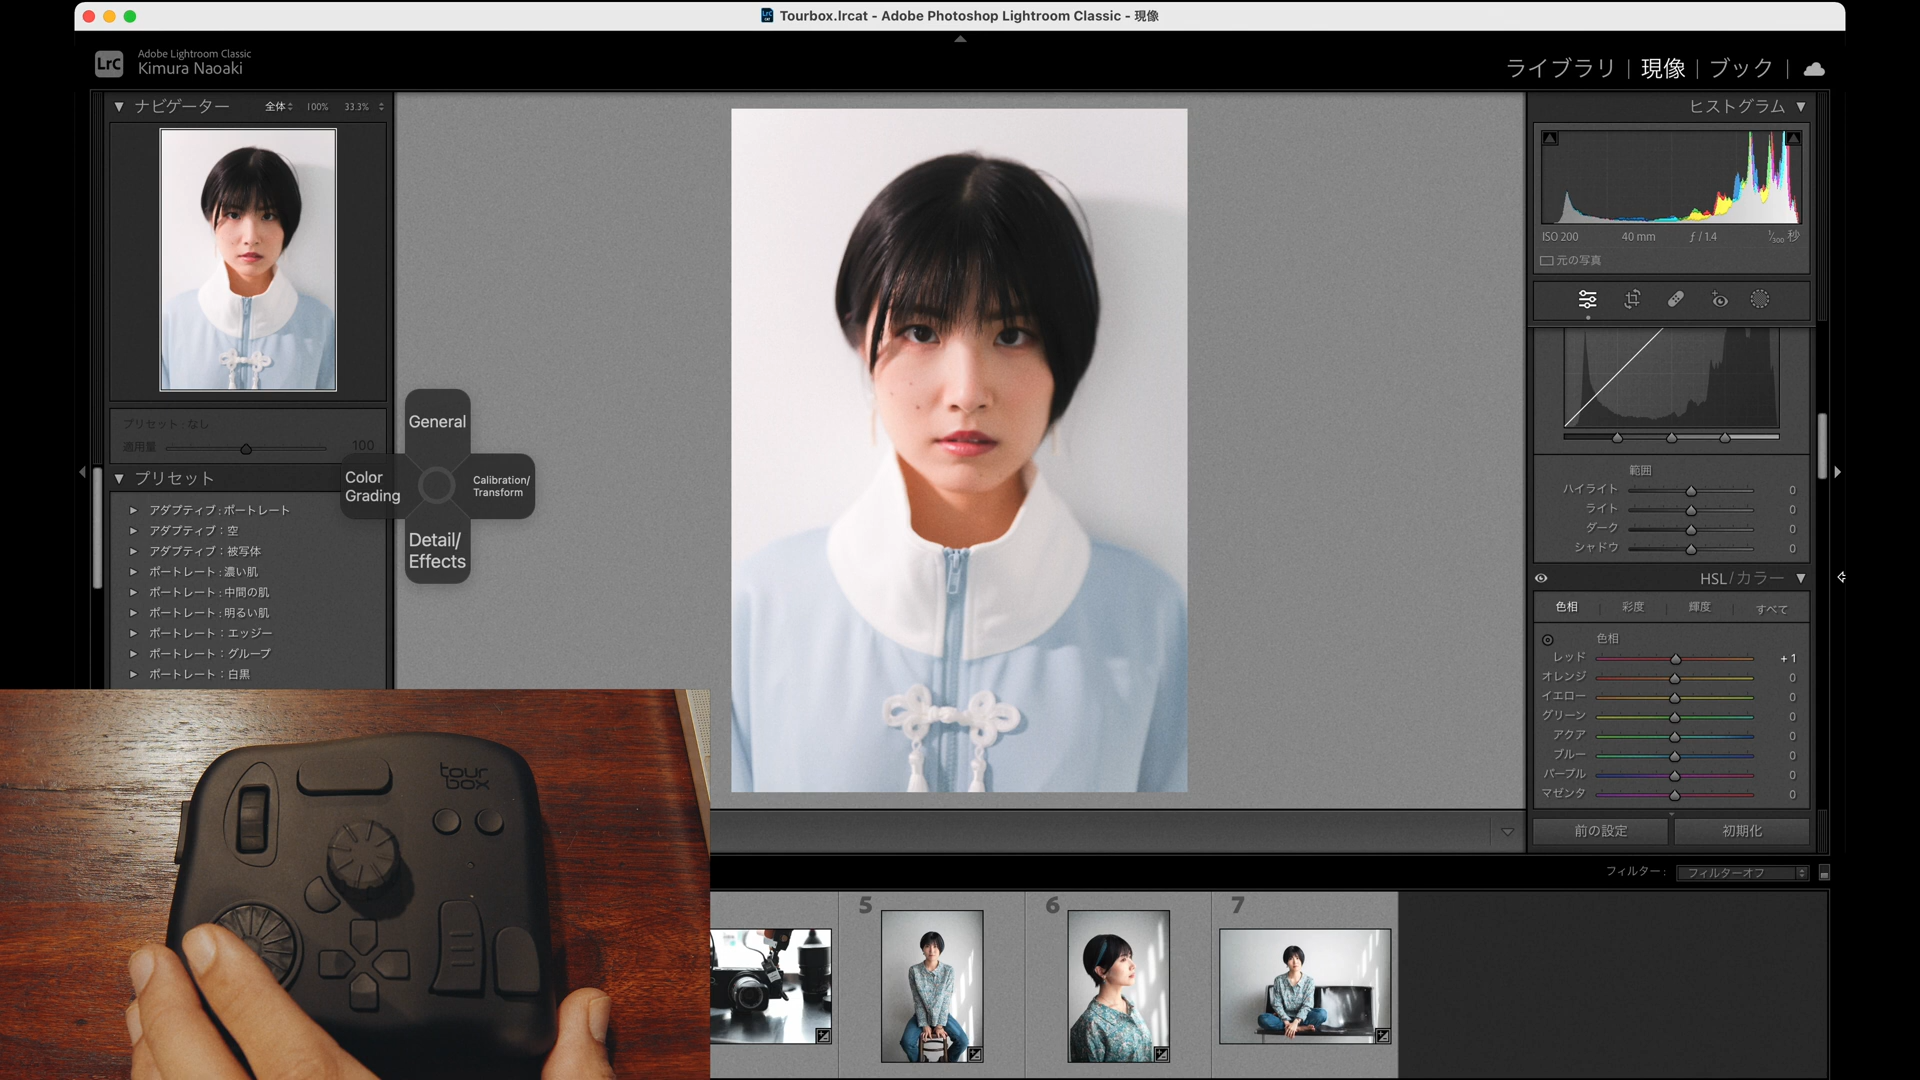 Tourbox.lrcat - Adobe Photoshop Lightroom Classic - 現像
LrC
Adobe Lightroom Classic
Kimura Naoaki
ライブラリ | 現像 | ブック |
ナビゲーター 全体 100% 33.3%
プリセット : なし
適用量 100
プリセット
アダプティブ : ポートレート
アダプティブ : 空
アダプティブ : 被写体
ポートレート : 濃い肌
ポートレート : 中間の肌
ポートレート : 明るい肌
ポートレート : エッジー
ポートレート : グループ
ポートレート : 白黒
General
Color Grading
Calibration/ Transform
Detail/ Effects
ヒストグラム
ISO 200 40 mm ƒ / 1.4 1/300 秒
元の写真
範囲
ハイライト 0
ライト 0
ダーク 0
シャドウ 0
HSL / カラー
色相 彩度 輝度 すべて
色相
レッド + 1
オレンジ 0
イエロー 0
グリーン 0
アクア 0
ブルー 0
パープル 0
マゼンタ 0
前の設定 初期化
フィルター : フィルターオフ
5 6 7
tour
box